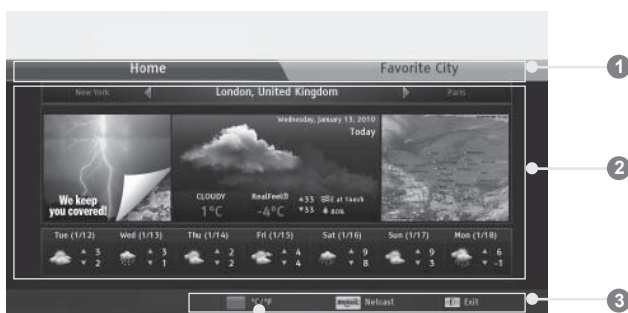 Home Favorite City 1
New York London, United Kingdom Paris
Wednesday, January 13, 2010
Today
We keep
you covered!
CLOUDY RealFeel®
1°C -4°C
80%
2
Tue (1/12) Wed (1/13) Thu (1/14) Fri (1/15) Sat (1/16) Sun (1/17) Mon (1/18)
3 3 2 4 9 9 6
2 1 2 4 8 3 -1
°C/°F Netcast Exit 3